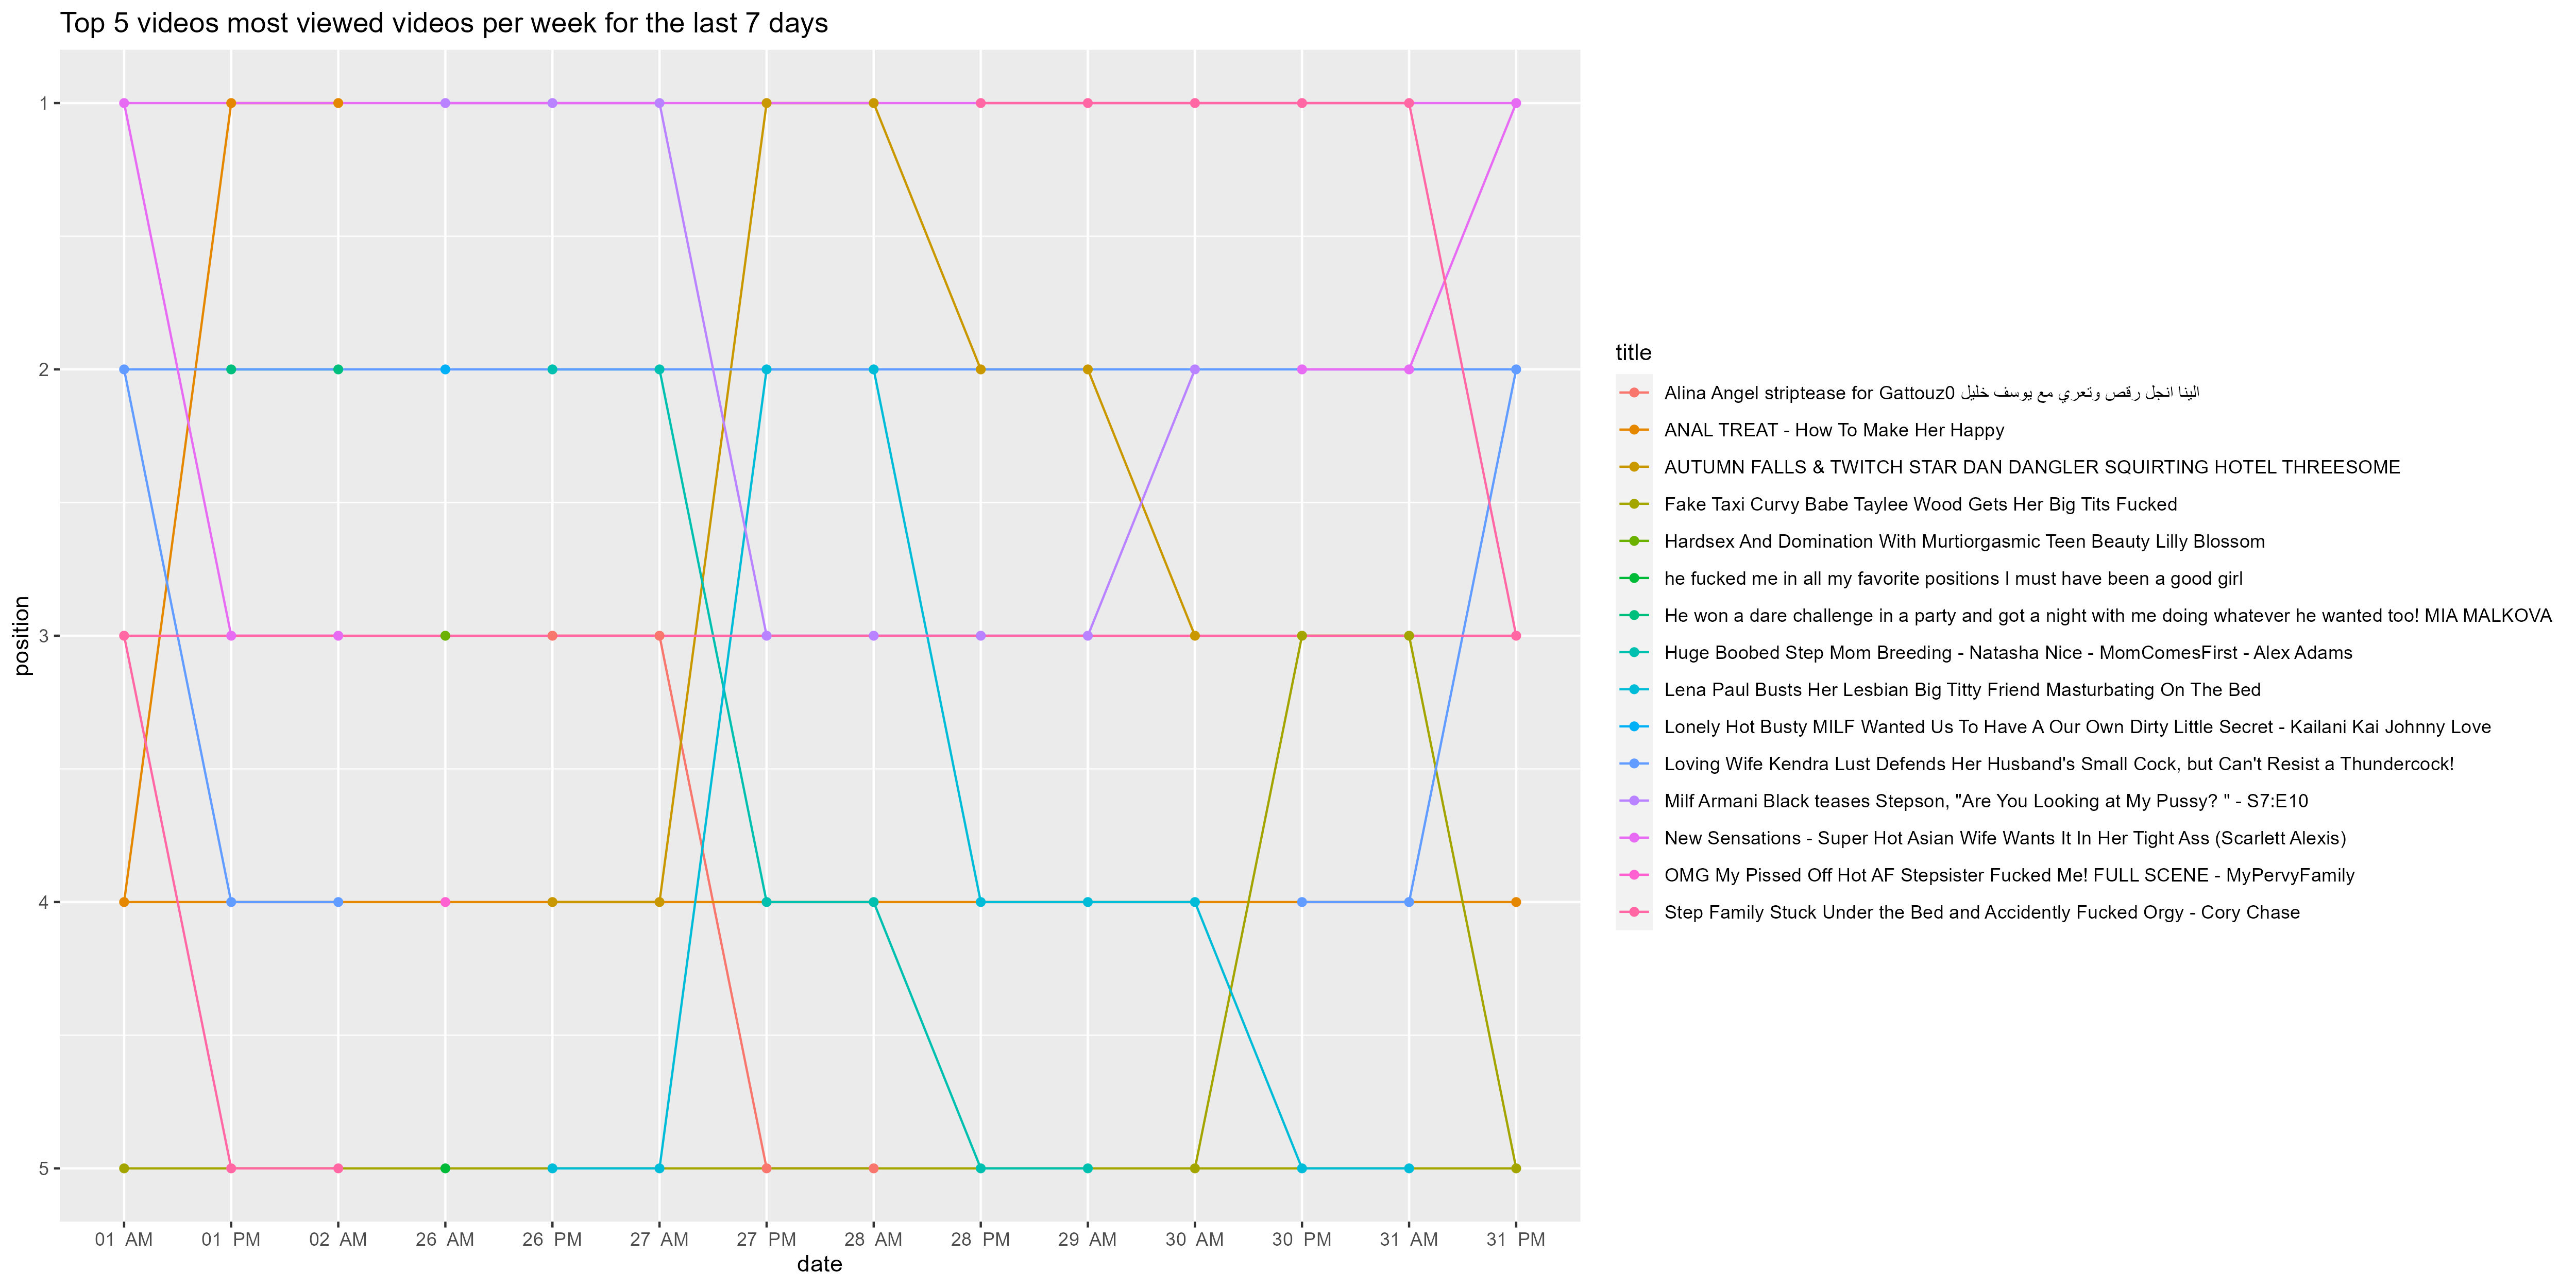 Top 5 videos most viewed videos per week for the last 7 days
position
1
2
3
4
5
01 AM 01 PM 02 AM 26 AM 26 PM 27 AM 27 PM 28 AM 28 PM 29 AM 30 AM 30 PM 31 AM 31 PM
date
title
Alina Angel striptease for Gattouz0 الينا انجل رقص وتعري مع يوسف خليل
ANAL TREAT - How To Make Her Happy
AUTUMN FALLS & TWITCH STAR DAN DANGLER SQUIRTING HOTEL THREESOME
Fake Taxi Curvy Babe Taylee Wood Gets Her Big Tits Fucked
Hardsex And Domination With Murtiorgasmic Teen Beauty Lilly Blossom
he fucked me in all my favorite positions I must have been a good girl
He won a dare challenge in a party and got a night with me doing whatever he wanted too! MIA MALKOVA
Huge Boobed Step Mom Breeding - Natasha Nice - MomComesFirst - Alex Adams
Lena Paul Busts Her Lesbian Big Titty Friend Masturbating On The Bed
Lonely Hot Busty MILF Wanted Us To Have A Our Own Dirty Little Secret - Kailani Kai Johnny Love
Loving Wife Kendra Lust Defends Her Husband's Small Cock, but Can't Resist a Thundercock!
Milf Armani Black teases Stepson, "Are You Looking at My Pussy? " - S7:E10
New Sensations - Super Hot Asian Wife Wants It In Her Tight Ass (Scarlett Alexis)
OMG My Pissed Off Hot AF Stepsister Fucked Me! FULL SCENE - MyPervyFamily
Step Family Stuck Under the Bed and Accidently Fucked Orgy - Cory Chase